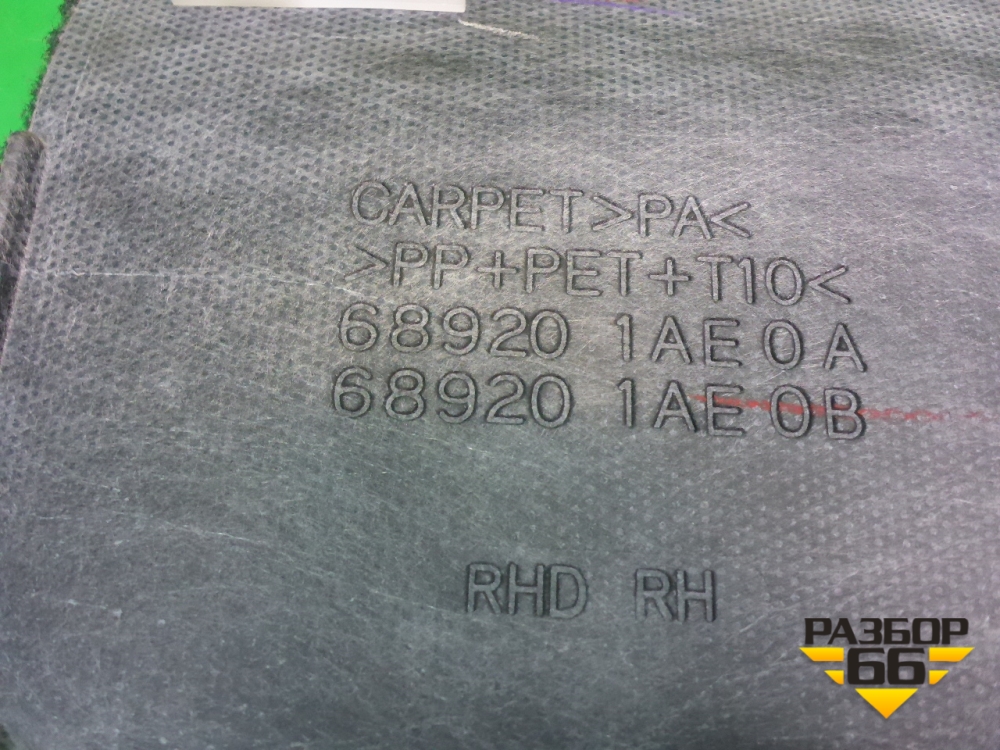 CARPET>PA<
>PP+PET+T10<
68920 1AE0A
68920 1AE0B
RHD RH
РАЗБОР
66